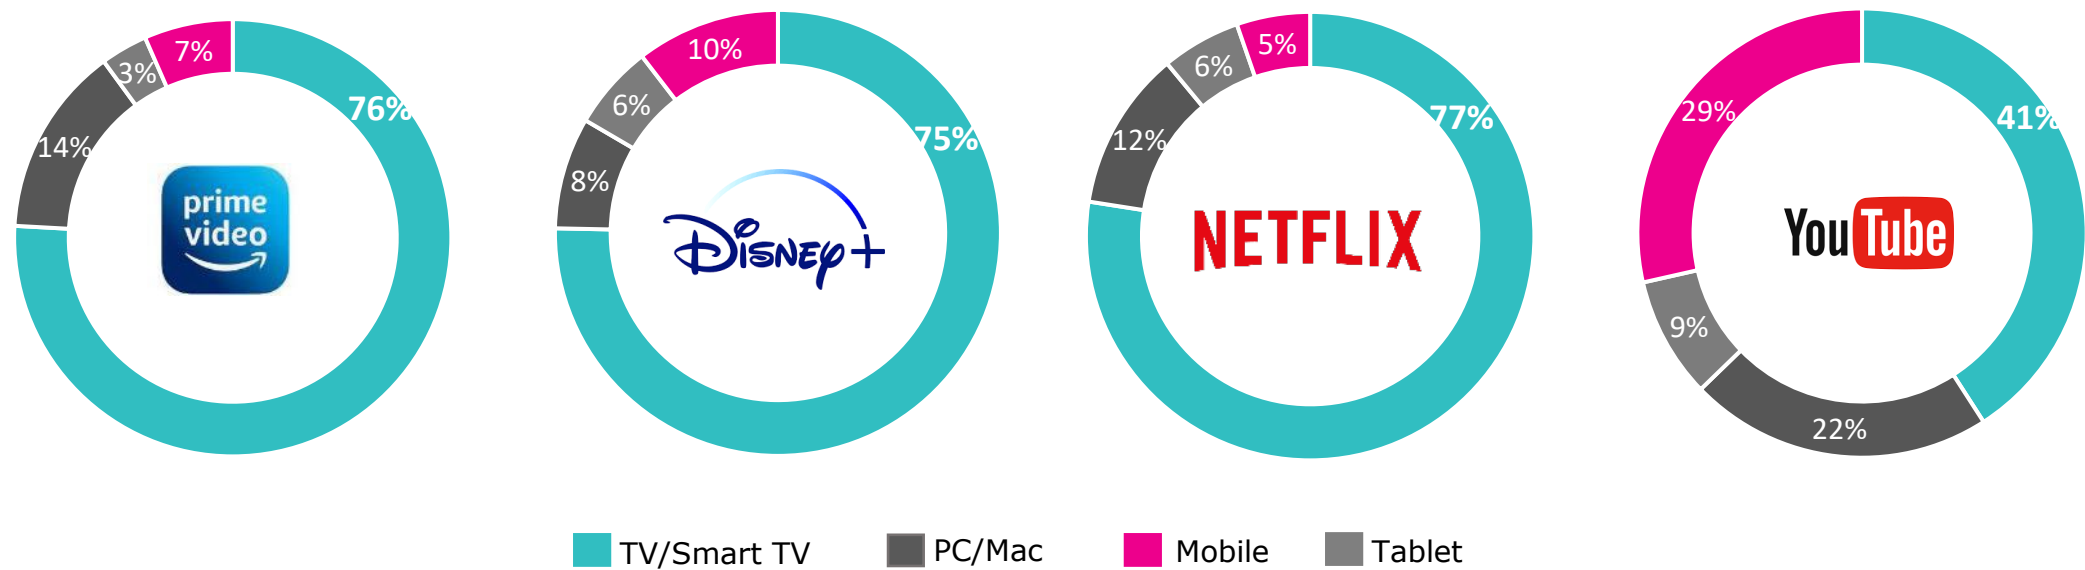 7%
3%
14%
76%
prime
video
10%
6%
8%
75%
Disney+
5%
6%
12%
77%
NETFLIX
29%
9%
22%
41%
YouTube
TV/Smart TV
PC/Mac
Mobile
Tablet